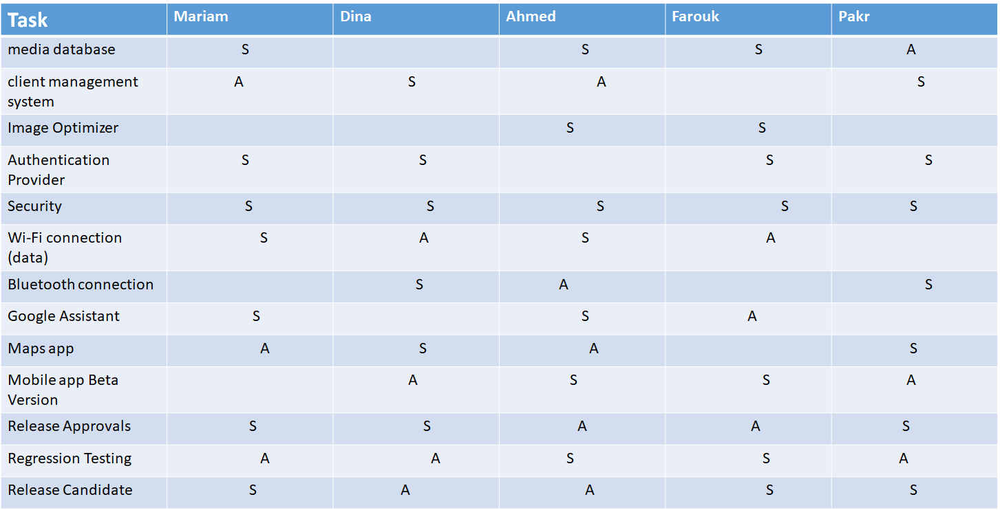 Task Mariam Dina Ahmed Farouk Pakr
media database S S S A
client management A S A S
system
Image Optimizer S S
Authentication S S S S
Provider
Security S S S S S
Wi-Fi connection S A S A
(data)
Bluetooth connection S A S
Google Assistant S S A
Maps app A S A S
Mobile app Beta A S S A
Version
Release Approvals S S A A S
Regression Testing A A S S A
Release Candidate S A A S S